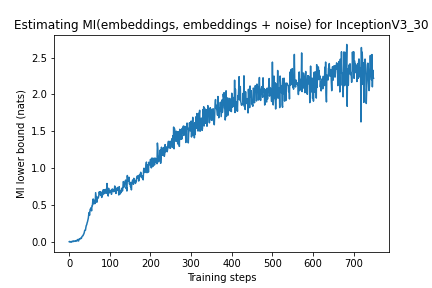 Estimating MI(embeddings, embeddings + noise) for InceptionV3_30
MI lower bound (nats)
2.5
2.0
1.5
1.0
0.5
0.0
0 100 200 300 400 500 600 700
Training steps